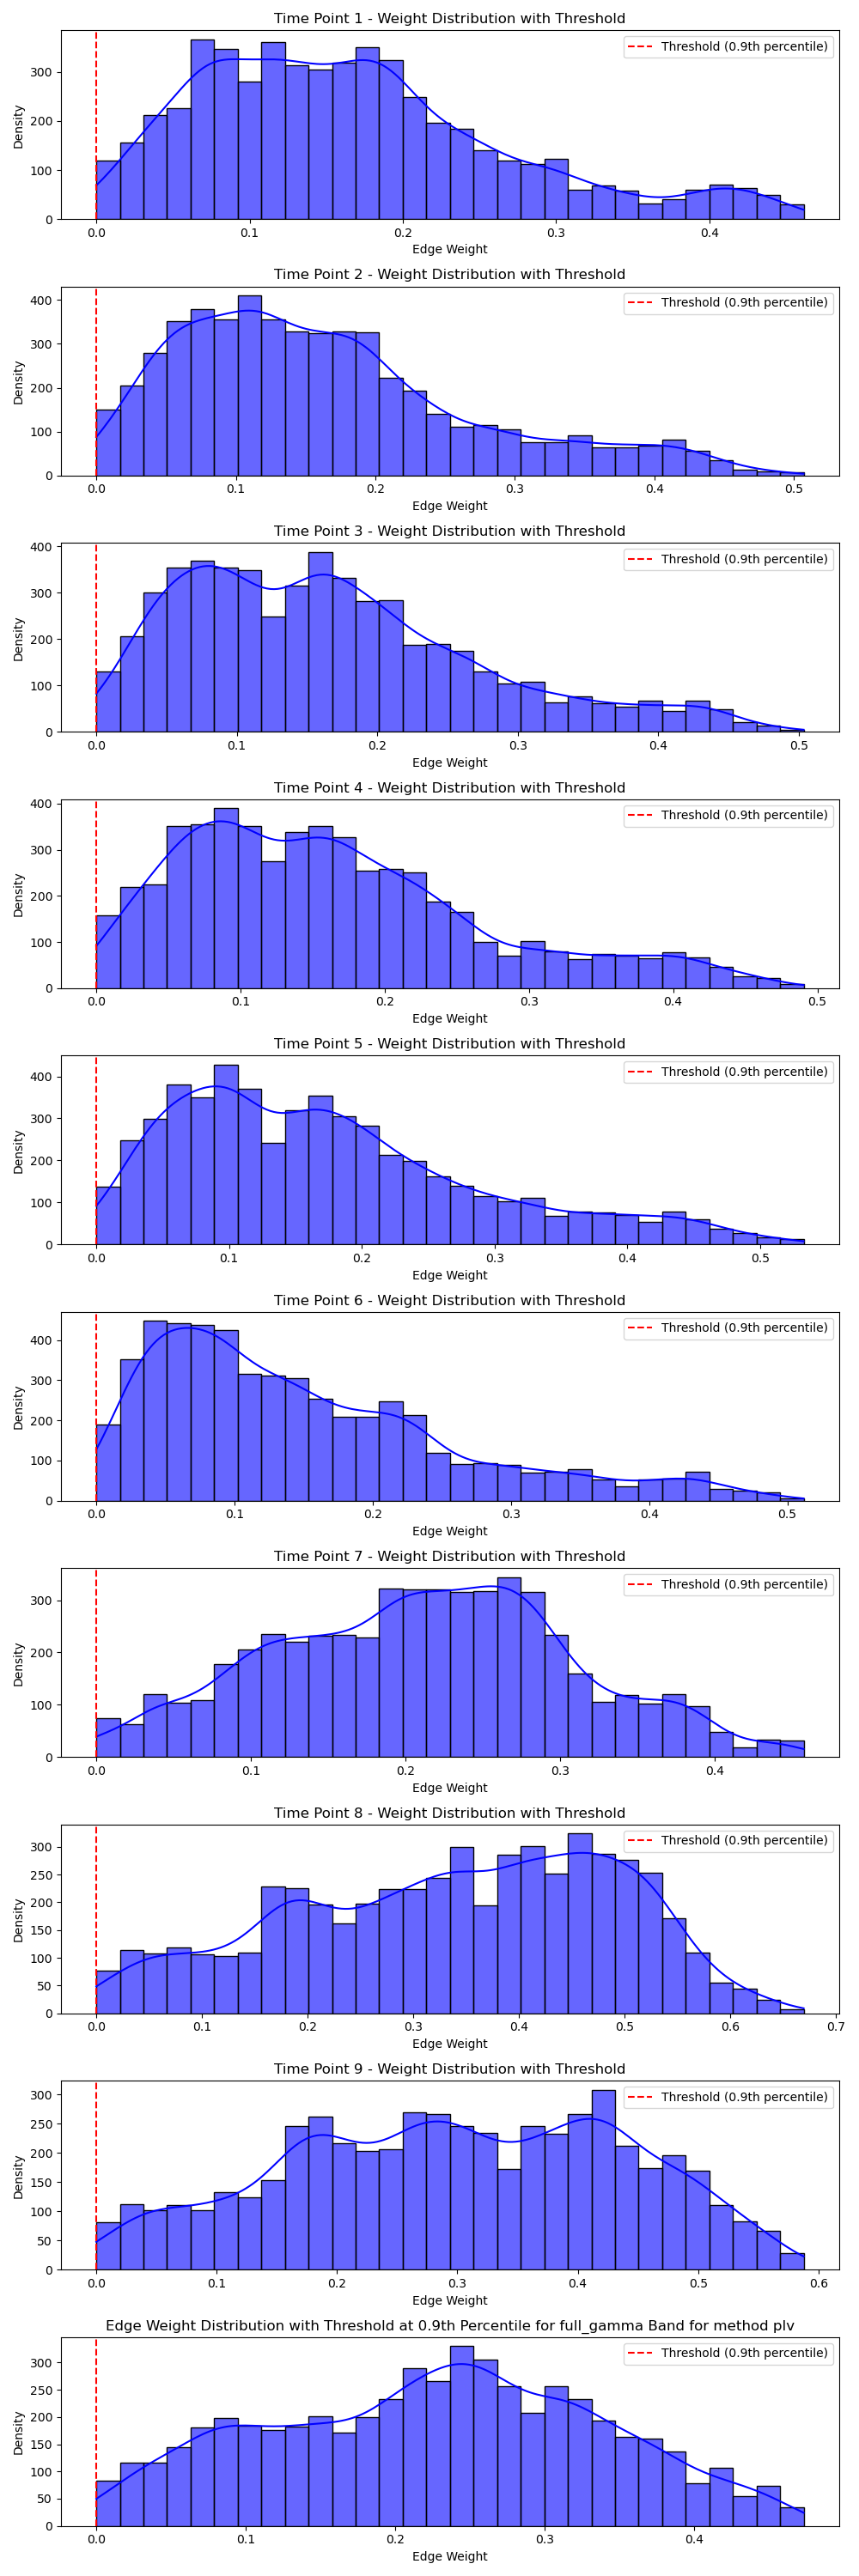 Time Point 1 - Weight Distribution with Threshold
Threshold (0.9th percentile)
Density
300
200
100
0
0.0 0.1 0.2 0.3 0.4
Edge Weight
Time Point 2 - Weight Distribution with Threshold
Threshold (0.9th percentile)
Density
400
300
200
100
0
0.0 0.1 0.2 0.3 0.4 0.5
Edge Weight
Time Point 3 - Weight Distribution with Threshold
Threshold (0.9th percentile)
Density
400
300
200
100
0
0.0 0.1 0.2 0.3 0.4 0.5
Edge Weight
Time Point 4 - Weight Distribution with Threshold
Threshold (0.9th percentile)
Density
400
300
200
100
0
0.0 0.1 0.2 0.3 0.4 0.5
Edge Weight
Time Point 5 - Weight Distribution with Threshold
Threshold (0.9th percentile)
Density
400
300
200
100
0
0.0 0.1 0.2 0.3 0.4 0.5
Edge Weight
Time Point 6 - Weight Distribution with Threshold
Threshold (0.9th percentile)
Density
400
300
200
100
0
0.0 0.1 0.2 0.3 0.4 0.5
Edge Weight
Time Point 7 - Weight Distribution with Threshold
Threshold (0.9th percentile)
Density
300
200
100
0
0.0 0.1 0.2 0.3 0.4
Edge Weight
Time Point 8 - Weight Distribution with Threshold
Threshold (0.9th percentile)
Density
300
250
200
150
100
50
0
0.0 0.1 0.2 0.3 0.4 0.5 0.6 0.7
Edge Weight
Time Point 9 - Weight Distribution with Threshold
Threshold (0.9th percentile)
Density
300
250
200
150
100
50
0
0.0 0.1 0.2 0.3 0.4 0.5 0.6
Edge Weight
Edge Weight Distribution with Threshold at 0.9th Percentile for full_gamma Band for method plv
Threshold (0.9th percentile)
Density
300
250
200
150
100
50
0
0.0 0.1 0.2 0.3 0.4
Edge Weight